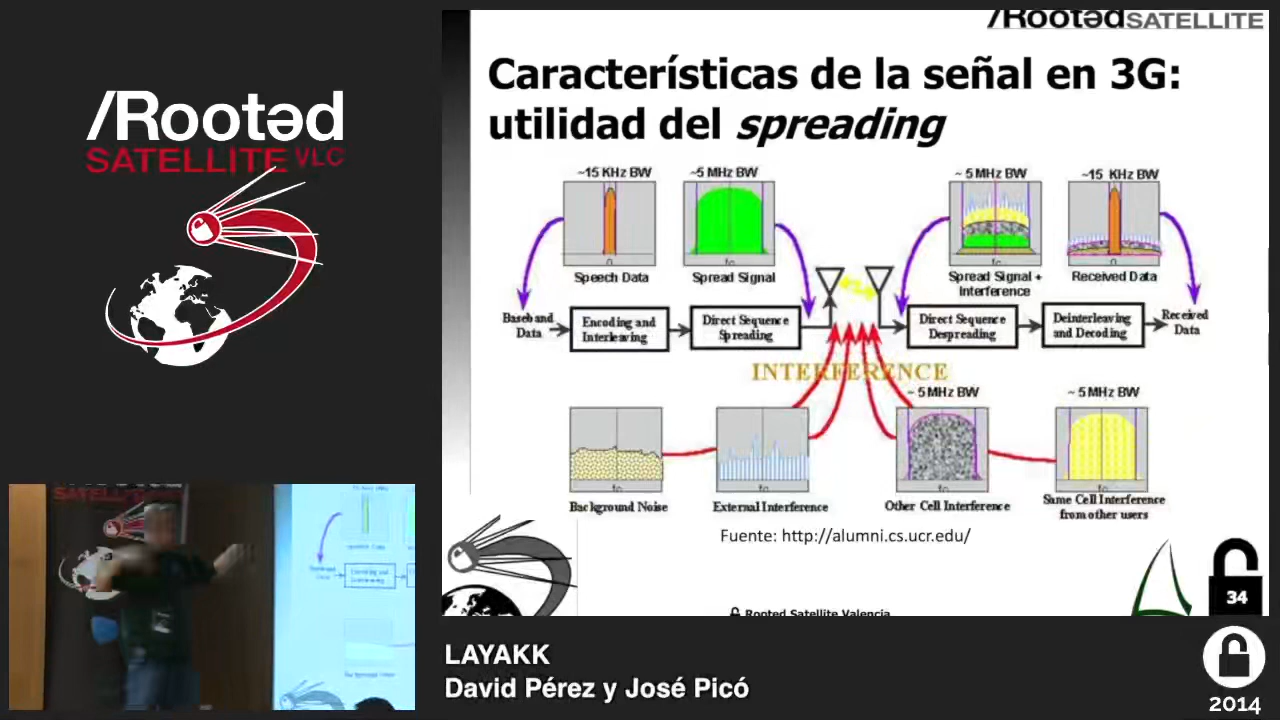 /Rootəd
SATELLITE VLC
/Rootəd SATELLITE
Características de la señal en 3G:
utilidad del spreading
~15 KHz BW
~5 MHz BW
~ 5 MHz BW
~15 KHz BW
Speech Data
Spread Signal
Spread Signal +
Interference
Received Data
Baseband
Data
Encoding and
Interleaving
Direct Sequence
Spreading
Direct Sequence
Despreading
Deinterleaving
and Decoding
Received
Data
INTERFERENCE
~ 5 MHz BW
~ 5 MHz BW
Background Noise
External Interference
Other Cell Interference
Same Cell Interference
from other users
Fuente: http://alumni.cs.ucr.edu/
Rooted Satellite Valencia
34
LAYAKK
David Pérez y José Picó
2014